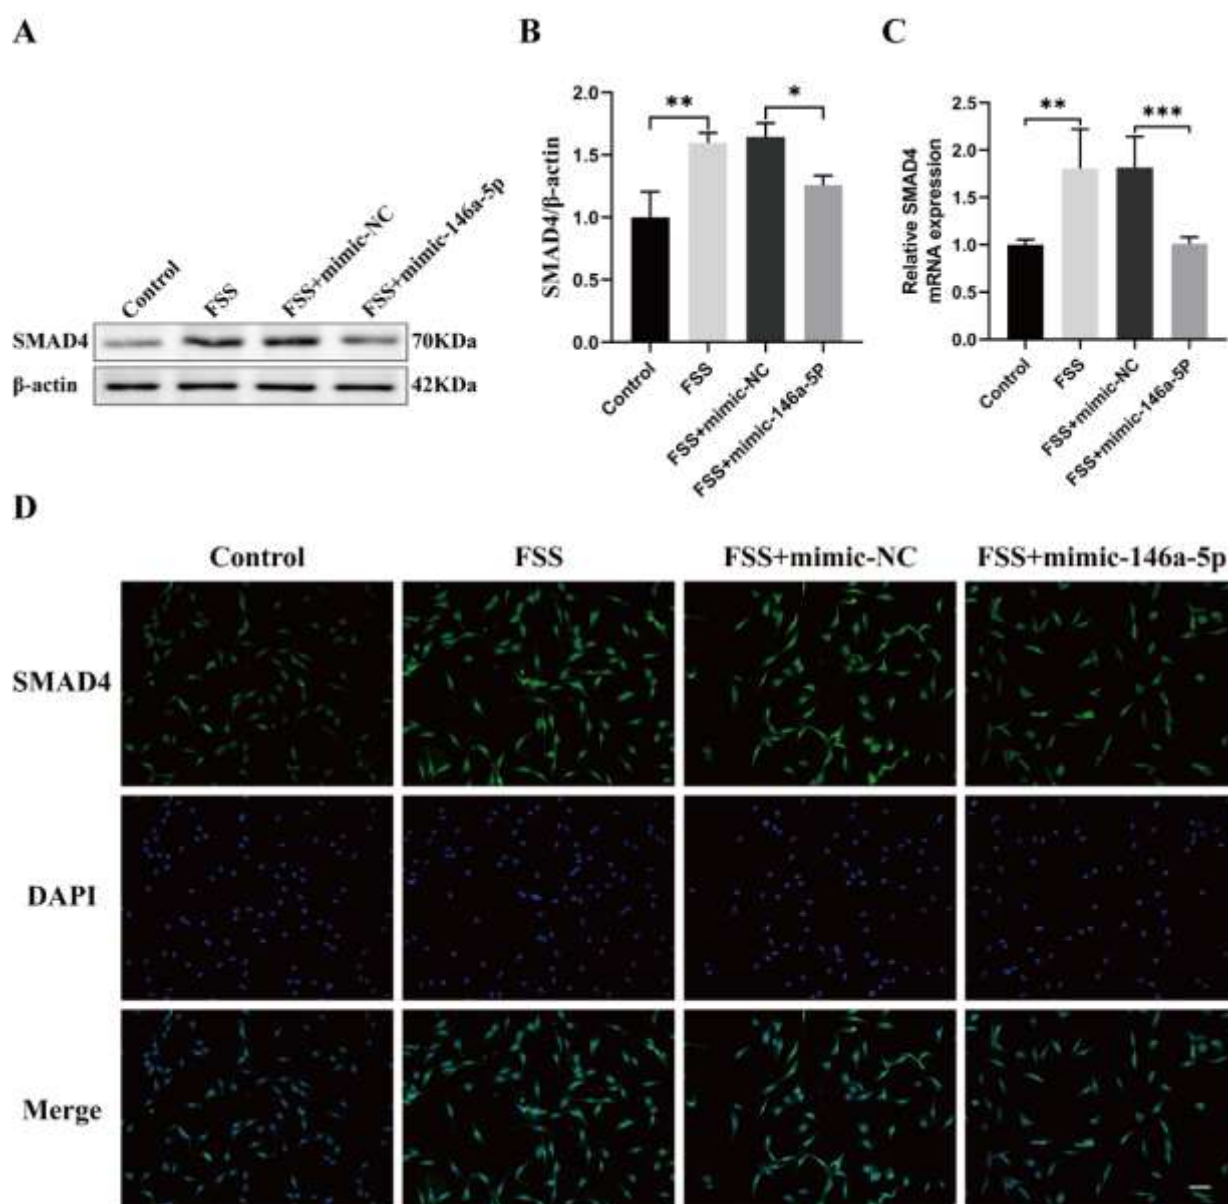 A
Control
FSS
FSS+mimic-NC
FSS+mimic-146a-5p
SMAD4
70KDa
β-actin
42KDa
B
SMAD4/β-actin
2.0
1.5
1.0
0.5
0.0
**
*
Control
FSS
FSS+mimic-NC
FSS+mimic-146a-5P
C
Relative SMAD4
mRNA expression
2.5
2.0
1.5
1.0
0.5
0.0
**
***
Control
FSS
FSS+mimic-NC
FSS+mimic-146a-5P
D
Control FSS FSS+mimic-NC FSS+mimic-146a-5p
SMAD4
DAPI
Merge